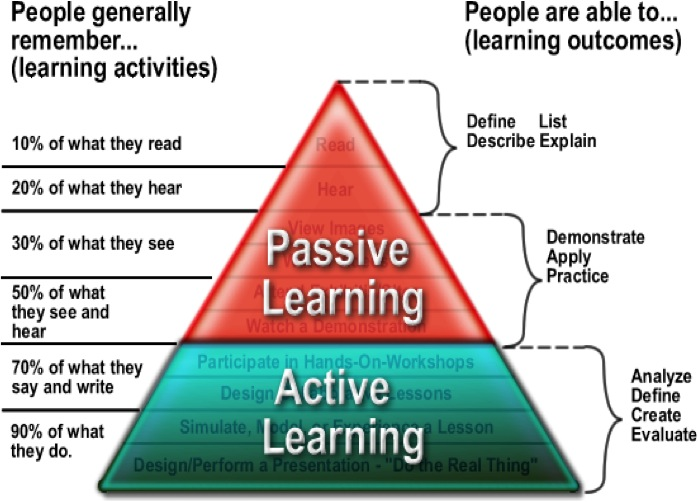 People generally
remember...
(learning activities)
People are able to...
(learning outcomes)
10% of what they read
20% of what they hear
30% of what they see
50% of what
they see and
hear
70% of what they
say and write
90% of what
they do.
Read
Hear
View Images
Watch a Demonstration
Passive
Learning
Participate in Hands-On-Workshops
Design Lessons
Simulate, Model, or Experience a Lesson
Design/Perform a Presentation - "Do the Real Thing"
Active
Learning
Define List
Describe Explain
Demonstrate
Apply
Practice
Analyze
Define
Create
Evaluate